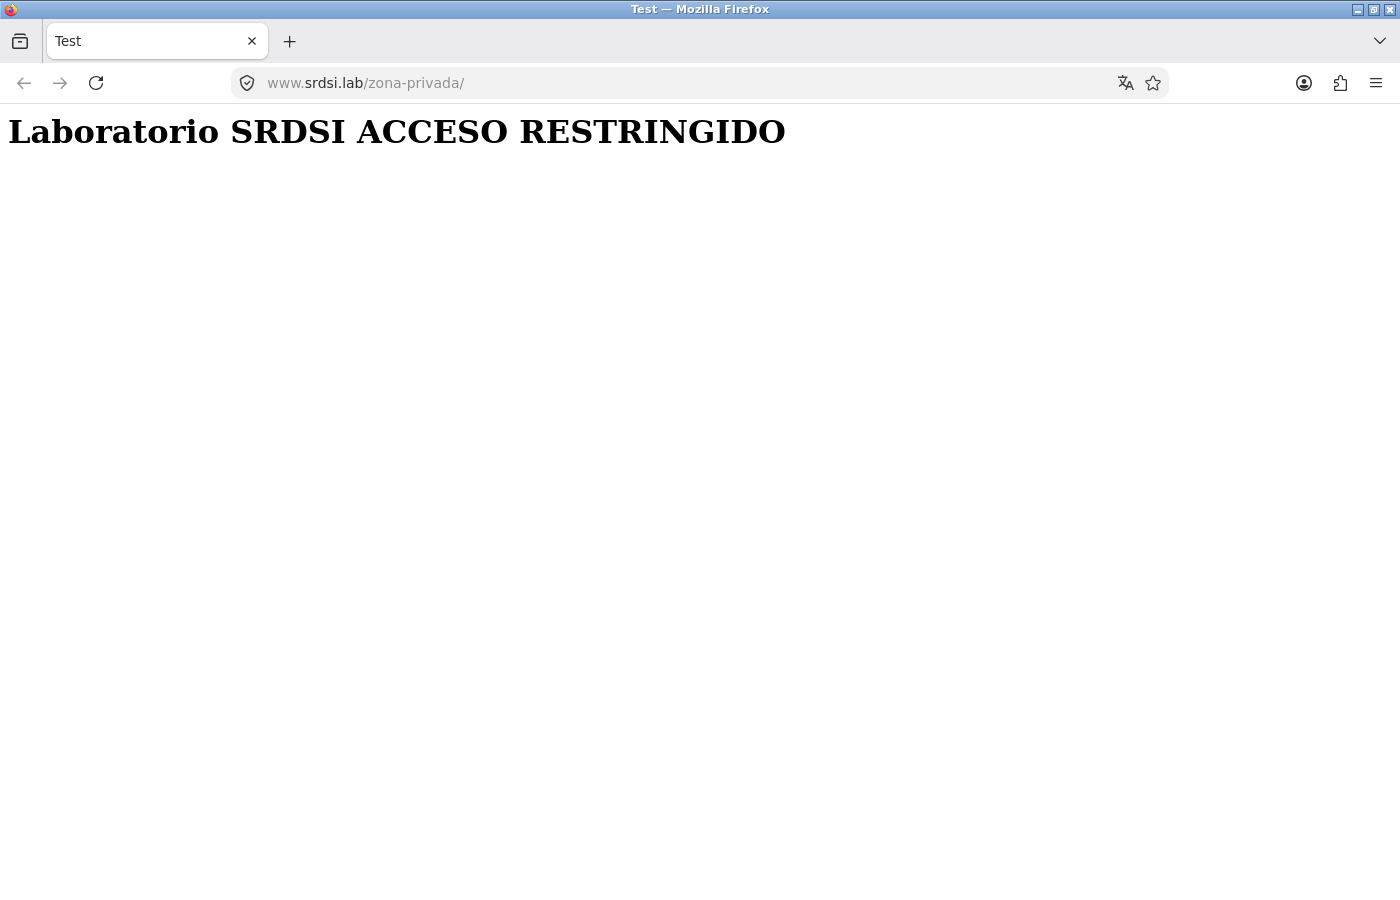 Test — Mozilla Firefox
Test
www.srdsi.lab/zona-privada/
Laboratorio SRDSI ACCESO RESTRINGIDO